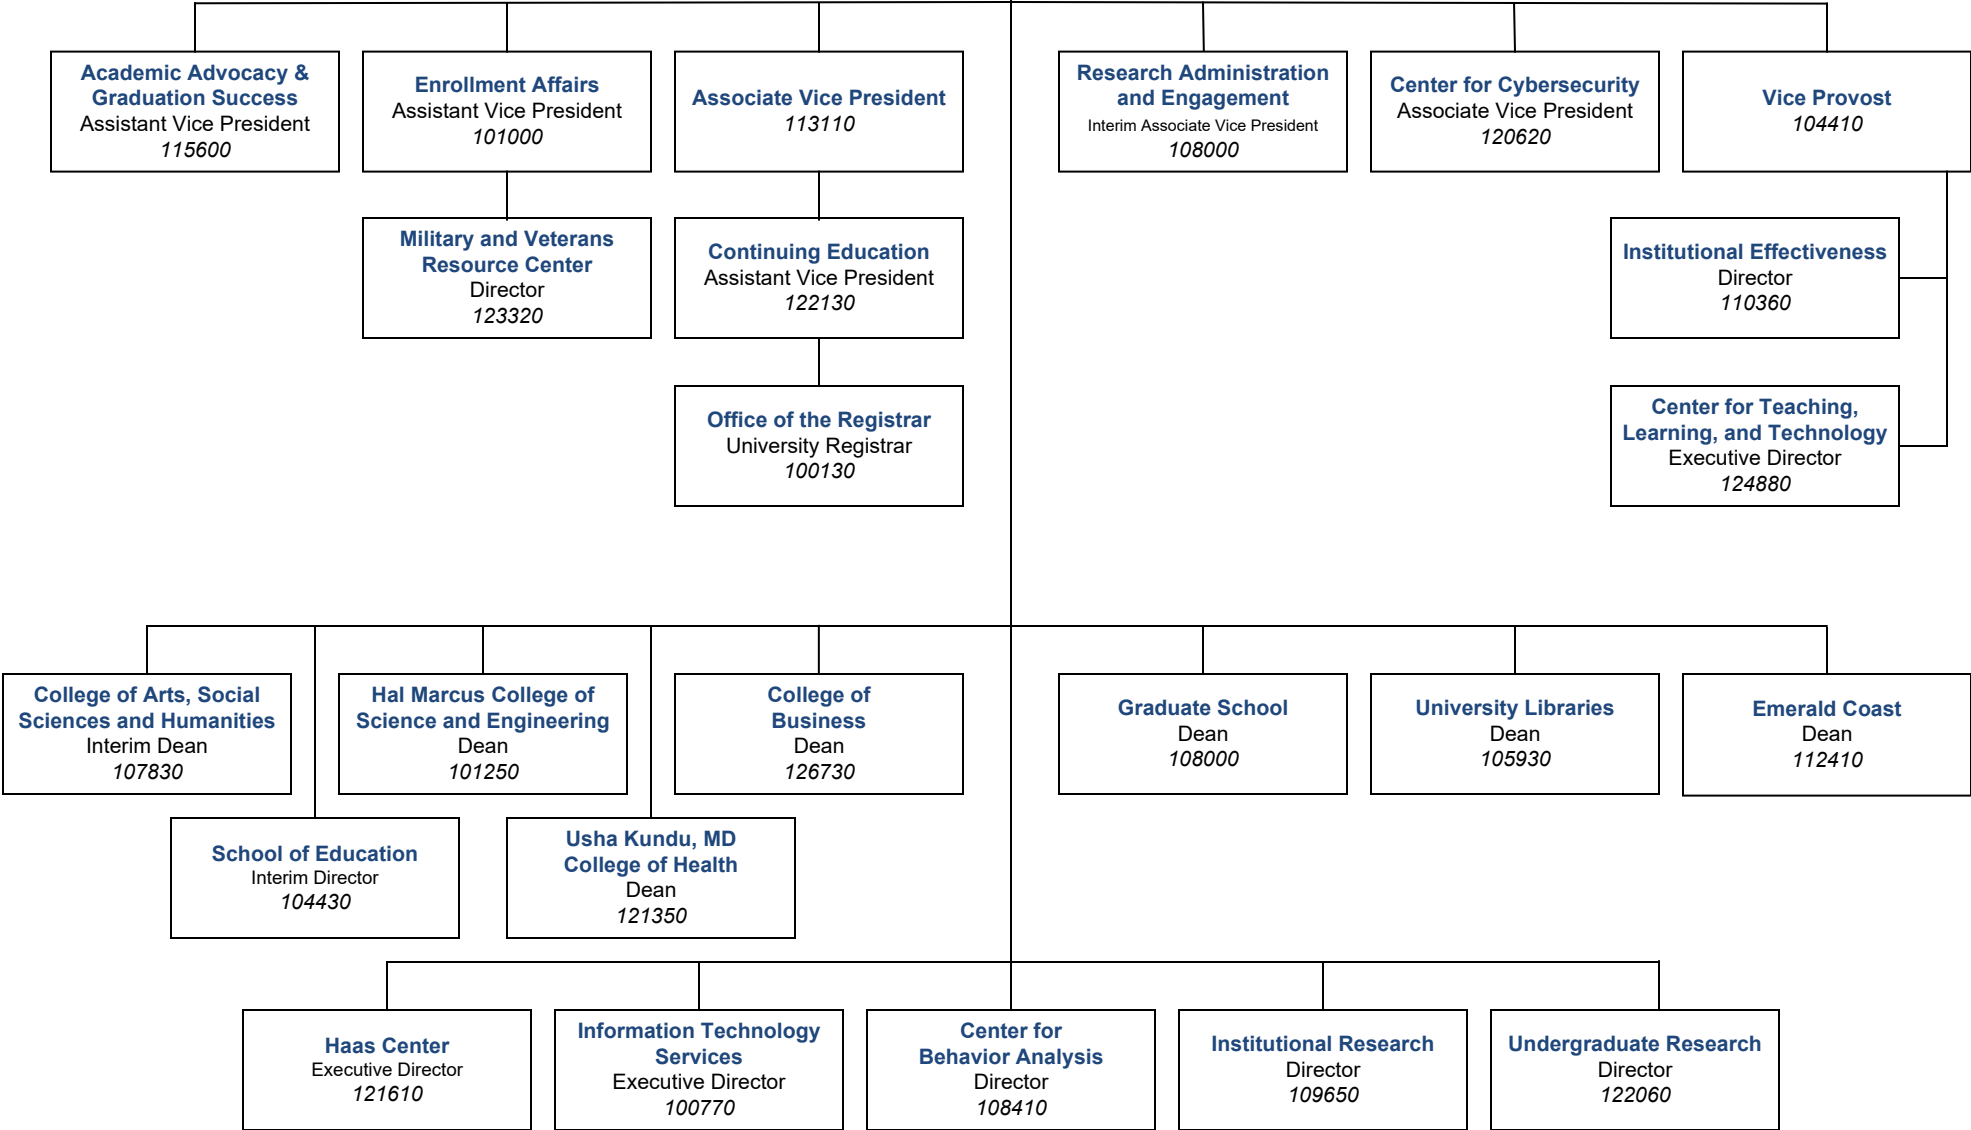 Academic Advocacy &
Graduation Success
Assistant Vice President
115600
Enrollment Affairs
Assistant Vice President
101000
Associate Vice President
113110
Research Administration
and Engagement
Interim Associate Vice President
108000
Center for Cybersecurity
Associate Vice President
120620
Vice Provost
104410
Military and Veterans
Resource Center
Director
123320
Continuing Education
Assistant Vice President
122130
Institutional Effectiveness
Director
110360
Office of the Registrar
University Registrar
100130
Center for Teaching,
Learning, and Technology
Executive Director
124880
College of Arts, Social
Sciences and Humanities
Interim Dean
107830
Hal Marcus College of
Science and Engineering
Dean
101250
College of
Business
Dean
126730
Graduate School
Dean
108000
University Libraries
Dean
105930
Emerald Coast
Dean
112410
School of Education
Interim Director
104430
Usha Kundu, MD
College of Health
Dean
121350
Haas Center
Executive Director
121610
Information Technology
Services
Executive Director
100770
Center for
Behavior Analysis
Director
108410
Institutional Research
Director
109650
Undergraduate Research
Director
122060